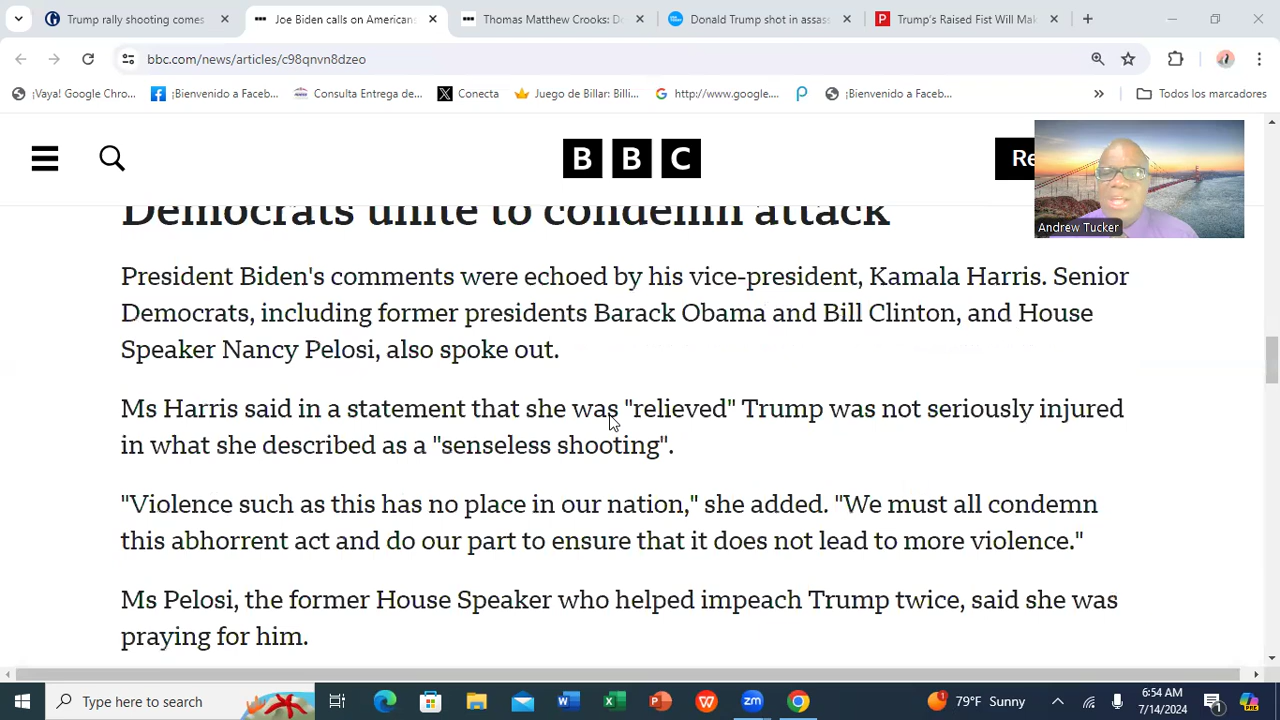 Trump rally shooting comes
Joe Biden calls on American
Thomas Matthew Crooks: Do
Donald Trump shot in assas
Trump's Raised Fist Will Mak
bbc.com/news/articles/c98qnvn8dzeo
¡Vaya! Google Chro...
¡Bienvenido a Faceb...
Consulta Entrega de...
Conecta
Juego de Billar: Billi...
http://www.google....
¡Bienvenido a Faceb...
»
Todos los marcadores
BBC
Re
Andrew Tucker
Democrats unite to condemn attack
President Biden's comments were echoed by his vice-president, Kamala Harris. Senior
Democrats, including former presidents Barack Obama and Bill Clinton, and House
Speaker Nancy Pelosi, also spoke out.
Ms Harris said in a statement that she was "relieved" Trump was not seriously injured
in what she described as a "senseless shooting".
"Violence such as this has no place in our nation," she added. "We must all condemn
this abhorrent act and do our part to ensure that it does not lead to more violence."
Ms Pelosi, the former House Speaker who helped impeach Trump twice, said she was
praying for him.
Type here to search
79°F Sunny
6:54 AM
7/14/2024